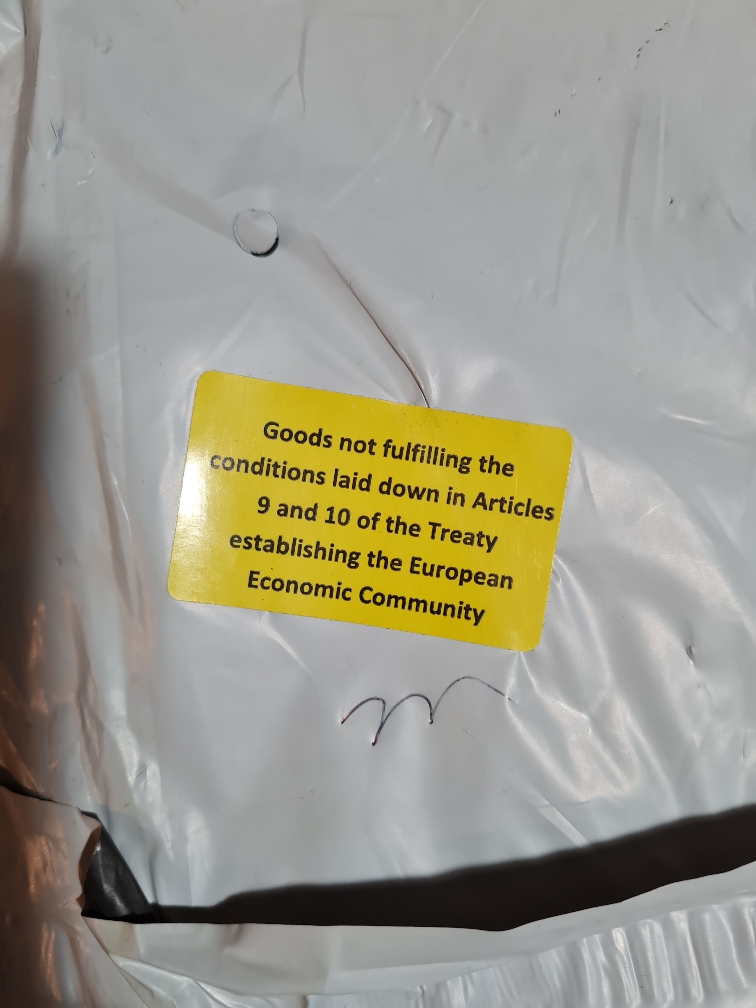 Goods not fulfilling the
conditions laid down in Articles
9 and 10 of the Treaty
establishing the European
Economic Community